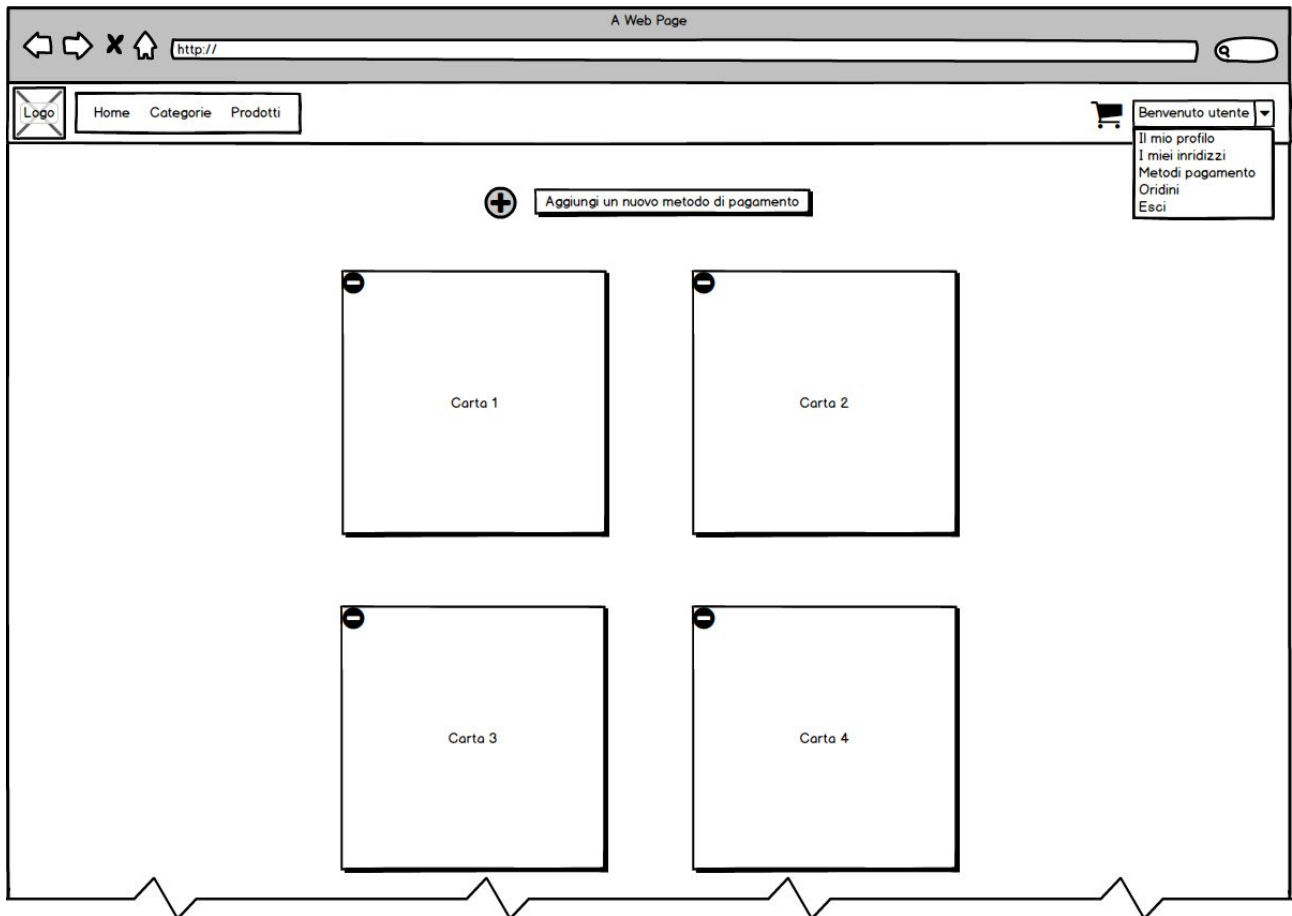 A Web Page
http://
Logo
Home Categorie Prodotti
Benvenuto utente
Il mio profilo
I miei inridizzi
Metodi pagamento
Oridini
Esci
Aggiungi un nuovo metodo di pagamento
Carta 1
Carta 2
Carta 3
Carta 4